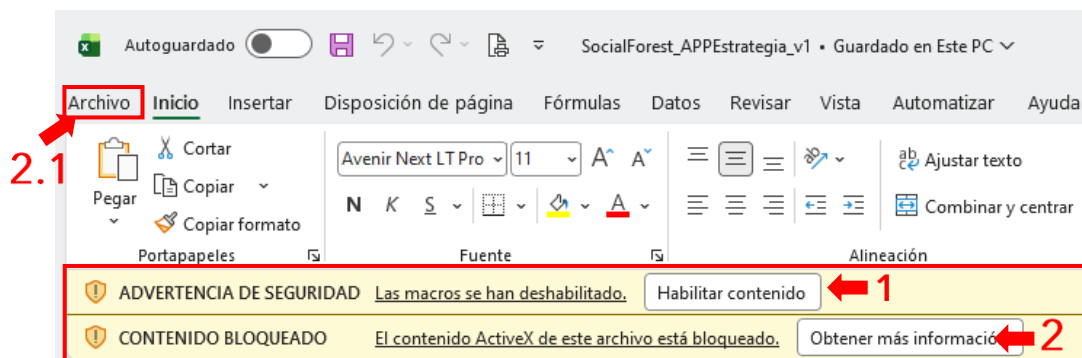 Autoguardado SocialForest_APPEstrategia_v1 • Guardado en Este PC
Archivo Inicio Insertar Disposición de página Fórmulas Datos Revisar Vista Automatizar Ayuda
2.1
Pegar
Cortar
Copiar
Copiar formato
Portapapeles
Avenir Next LT Pro 11 A A
N K S A
Fuente
ab Ajustar texto
Combinar y centrar
Alineación
ADVERTENCIA DE SEGURIDAD Las macros se han deshabilitado. Habilitar contenido 1
CONTENIDO BLOQUEADO El contenido ActiveX de este archivo está bloqueado. Obtener más informació 2